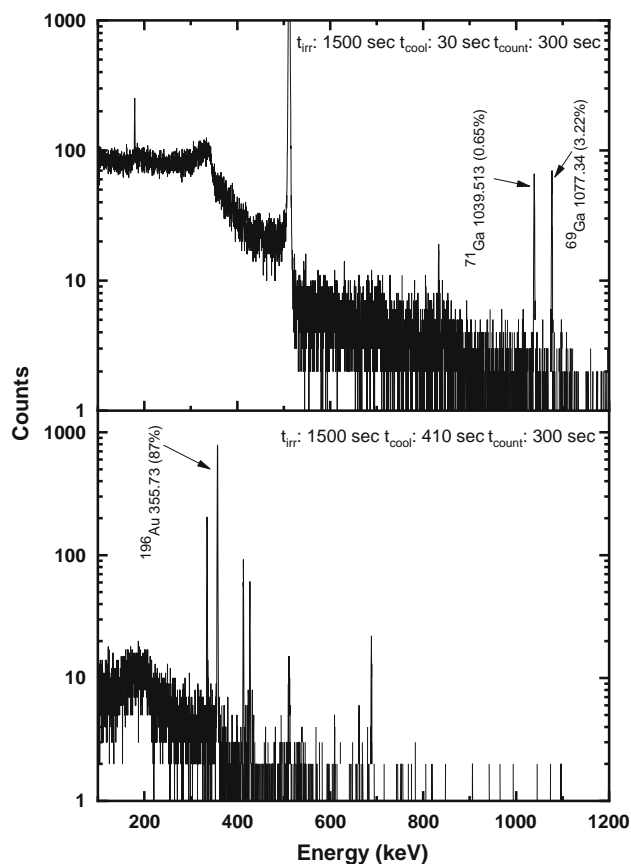 1000
100
10
1
t_irr: 1500 sec t_cool: 30 sec t_count: 300 sec
71Ga 1039.513 (0.65%)
69Ga 1077.34 (3.22%)
Counts
1000
100
10
1
t_irr: 1500 sec t_cool: 410 sec t_count: 300 sec
196Au 355.73 (87%)
200 400 600 800 1000 1200
Energy (keV)